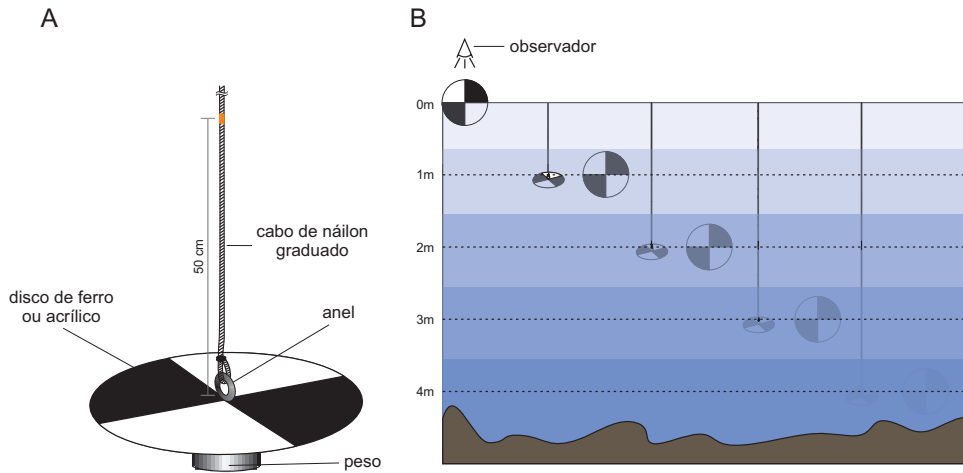 A
50 cm
cabo de náilon
graduado
disco de ferro
ou acrílico
anel
peso
B
observador
0m
1m
2m
3m
4m